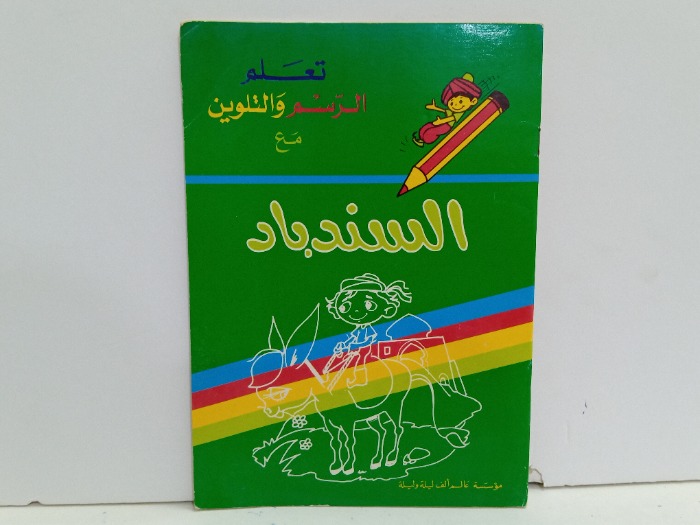 تعلم
الرسم والتلوين
مع
السندباد
مؤسسة عالم ألف ليلة وليلة